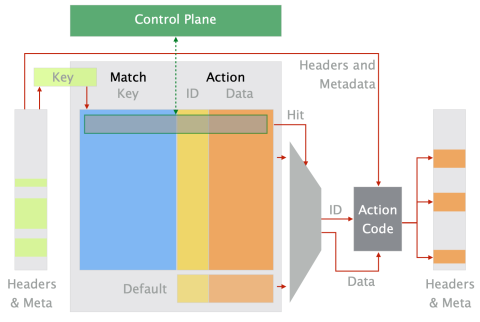 Control Plane
Key
Match
Action
Headers and
Metadata
Key
ID
Data
Hit
ID
Action
Code
Data
Default
Headers
& Meta
Headers
& Meta